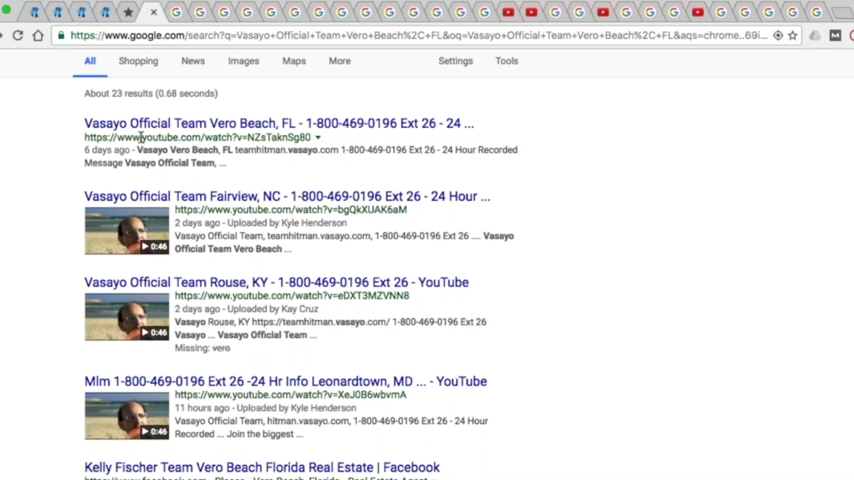 https://www.google.com/search?q=Vasayo+Official+Team+Vero+Beach%2C+FL&oq=Vasayo+Official+Team+Vero+Beach%2C+FL&aqs=chrome..69i...
All Shopping News Images Maps More Settings Tools
About 23 results (0.68 seconds)
Vasayo Official Team Vero Beach, FL - 1-800-469-0196 Ext 26 - 24 ...
https://www.youtube.com/watch?v=NZsTaknSg80
6 days ago - Vasayo Vero Beach, FL teamhitman.vasayo.com 1-800-469-0196 Ext 26 - 24 Hour Recorded
Message Vasayo Official Team, ...
Vasayo Official Team Fairview, NC - 1-800-469-0196 Ext 26 - 24 Hour ...
https://www.youtube.com/watch?v=bgQkXUAK6aM
2 days ago - Uploaded by Kyle Henderson
Vasayo Official Team, teamhitman.vasayo.com, 1-800-469-0196 Ext 26 .... Vasayo
Official Team Vero Beach ...
0:46
Vasayo Official Team Rouse, KY - 1-800-469-0196 Ext 26 - YouTube
https://www.youtube.com/watch?v=eDXT3MZVNN8
2 days ago - Uploaded by Kay Cruz
Vasayo Rouse, KY https://teamhitman.vasayo.com/ 1-800-469-0196 Ext 26
Vasayo ... Vasayo Official Team ...
0:46
Missing: vero
Mlm 1-800-469-0196 Ext 26 -24 Hr Info Leonardtown, MD ... - YouTube
https://www.youtube.com/watch?v=XeJ0B6wbvmA
11 hours ago - Uploaded by Kyle Henderson
Vasayo Official Team, hitman.vasayo.com, 1-800-469-0196 Ext 26 - 24 Hour
Recorded ... Join the biggest ...
0:46
Kelly Fischer Team Vero Beach Florida Real Estate | Facebook